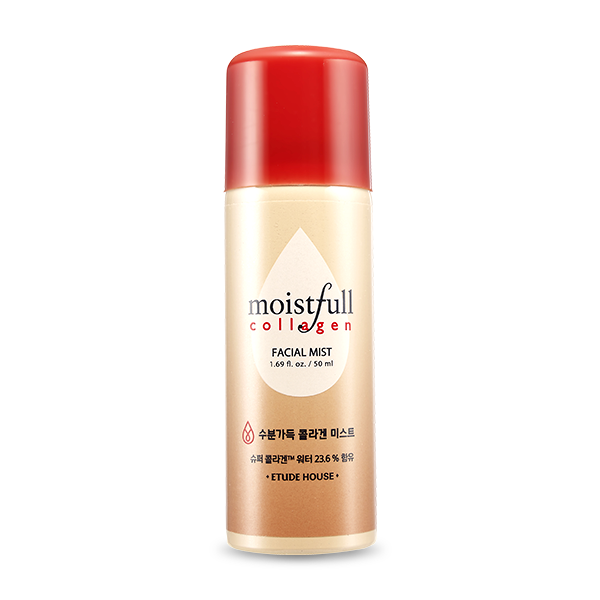 moistfull
collagen
FACIAL MIST
1.69 fl. oz. / 50 ml
수분가득 콜라겐 미스트
슈퍼 콜라겐™ 워터 23.6 % 함유
• ETUDE HOUSE •